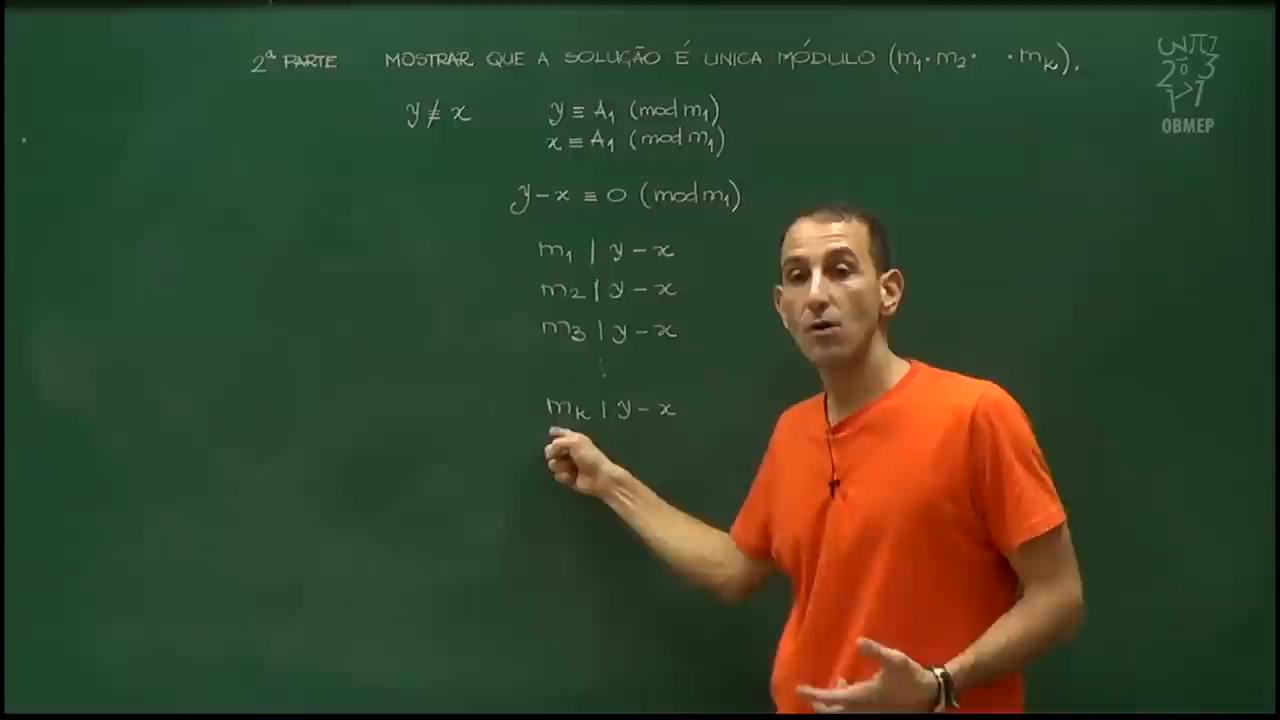 2ª PARTE MOSTRAR QUE A SOLUÇÃO É UNICA MÓDULO (m₁·m₂· ·mₖ).
y ≢ x y ≡ A₁ (mod m₁)
x ≡ A₁ (mod m₁)
y - x ≡ 0 (mod m₁)
m₁ | y - x
m₂ | y - x
m₃ | y - x
⋮
mₖ | y - x
OBMEP